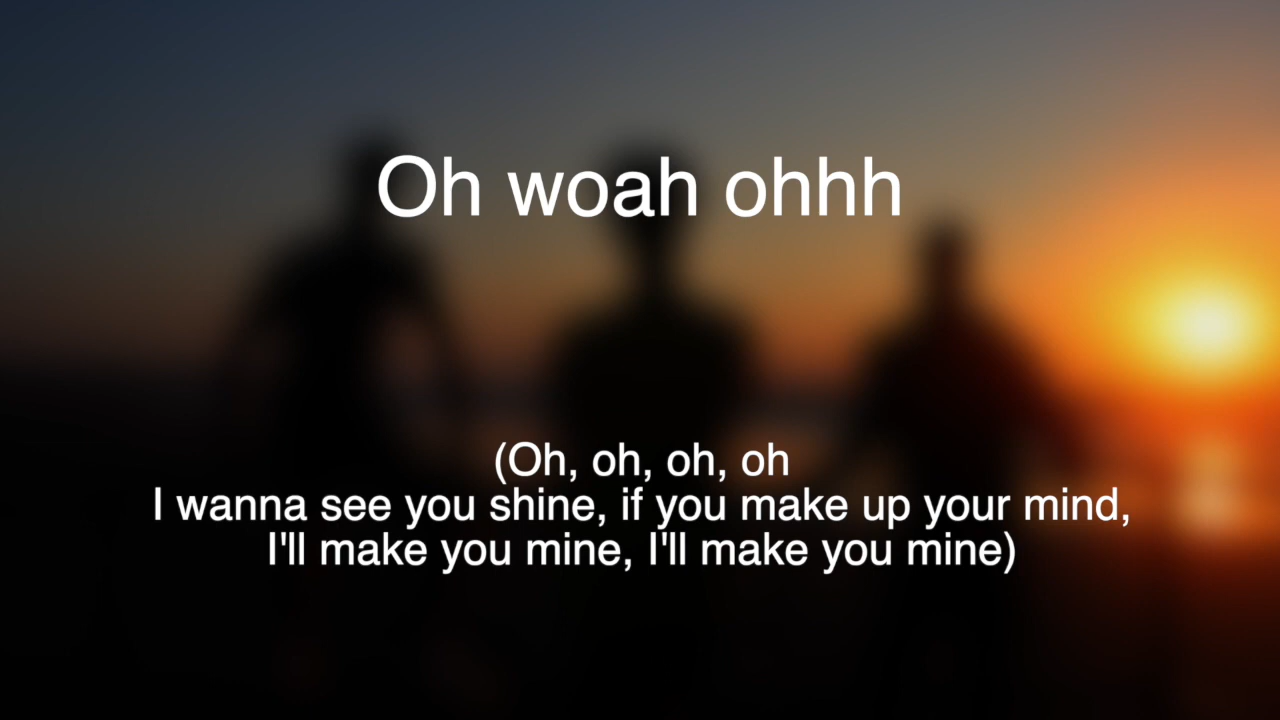 Oh woah ohhh
(Oh, oh, oh, oh
I wanna see you shine, if you make up your mind,
I'll make you mine, I'll make you mine)